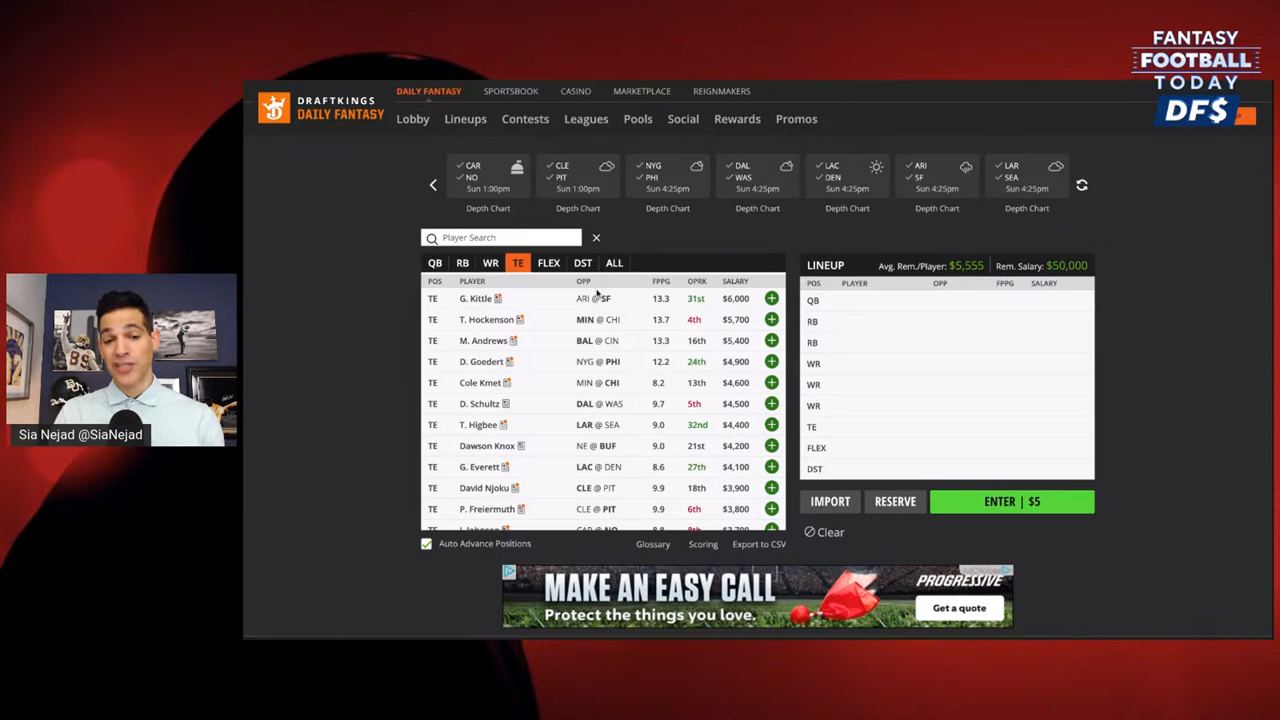 FANTASY
FOOTBALL
TODAY
DF$
DRAFTKINGS
DAILY FANTASY
DAILY FANTASY SPORTSBOOK CASINO MARKETPLACE REIGNMAKERS
Lobby Lineups Contests Leagues Pools Social Rewards Promos
CAR
NO
Sun 1:00pm
Depth Chart
CLE
PIT
Sun 1:00pm
Depth Chart
NYG
PHI
Sun 4:25pm
Depth Chart
DAL
WAS
Sun 4:25pm
Depth Chart
LAC
DEN
Sun 4:25pm
Depth Chart
ARI
SF
Sun 4:25pm
Depth Chart
LAR
SEA
Sun 4:25pm
Depth Chart
Player Search
QB RB WR TE FLEX DST ALL
POS PLAYER OPP FPPG OPRK SALARY
TE G. Kittle ARI @ SF 13.3 31st $6,000
TE T. Hockenson MIN @ CHI 13.7 4th $5,700
TE M. Andrews BAL @ CIN 13.3 16th $5,400
TE D. Goedert NYG @ PHI 12.2 24th $4,900
TE Cole Kmet MIN @ CHI 8.2 13th $4,600
TE D. Schultz DAL @ WAS 9.7 5th $4,500
TE T. Higbee LAR @ SEA 9.0 32nd $4,400
TE Dawson Knox NE @ BUF 9.0 21st $4,200
TE G. Everett LAC @ DEN 8.6 27th $4,100
TE David Njoku CLE @ PIT 9.9 18th $3,900
TE P. Freiermuth CLE @ PIT 9.9 6th $3,800
Auto Advance Positions
Glossary Scoring Export to CSV
LINEUP Avg. Rem./Player: $5,555 Rem. Salary: $50,000
POS PLAYER OPP FPPG SALARY
QB
RB
RB
WR
WR
WR
TE
FLEX
DST
IMPORT RESERVE ENTER | $5
Clear
MAKE AN EASY CALL
Protect the things you love.
PROGRESSIVE
Get a quote
AdChoices
Sia Nejad @SiaNejad
89